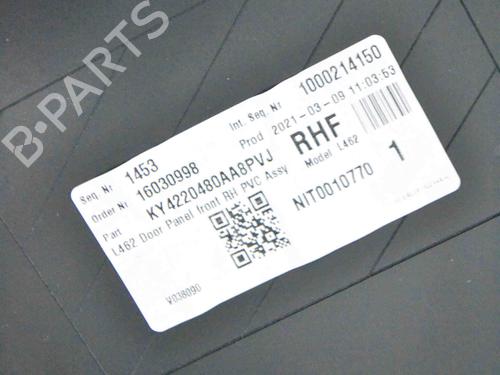 B-PARTS
Seq. Nr 1453 Int. Seq. Nr 1000214150
Order Nr 16030998 Prod 2021-03-09 11:03:53
Part KY4220480AA8PVJ RHF
L462 Door Panel front RH PVC Assy Model L462
NIT0010770 1
V038090